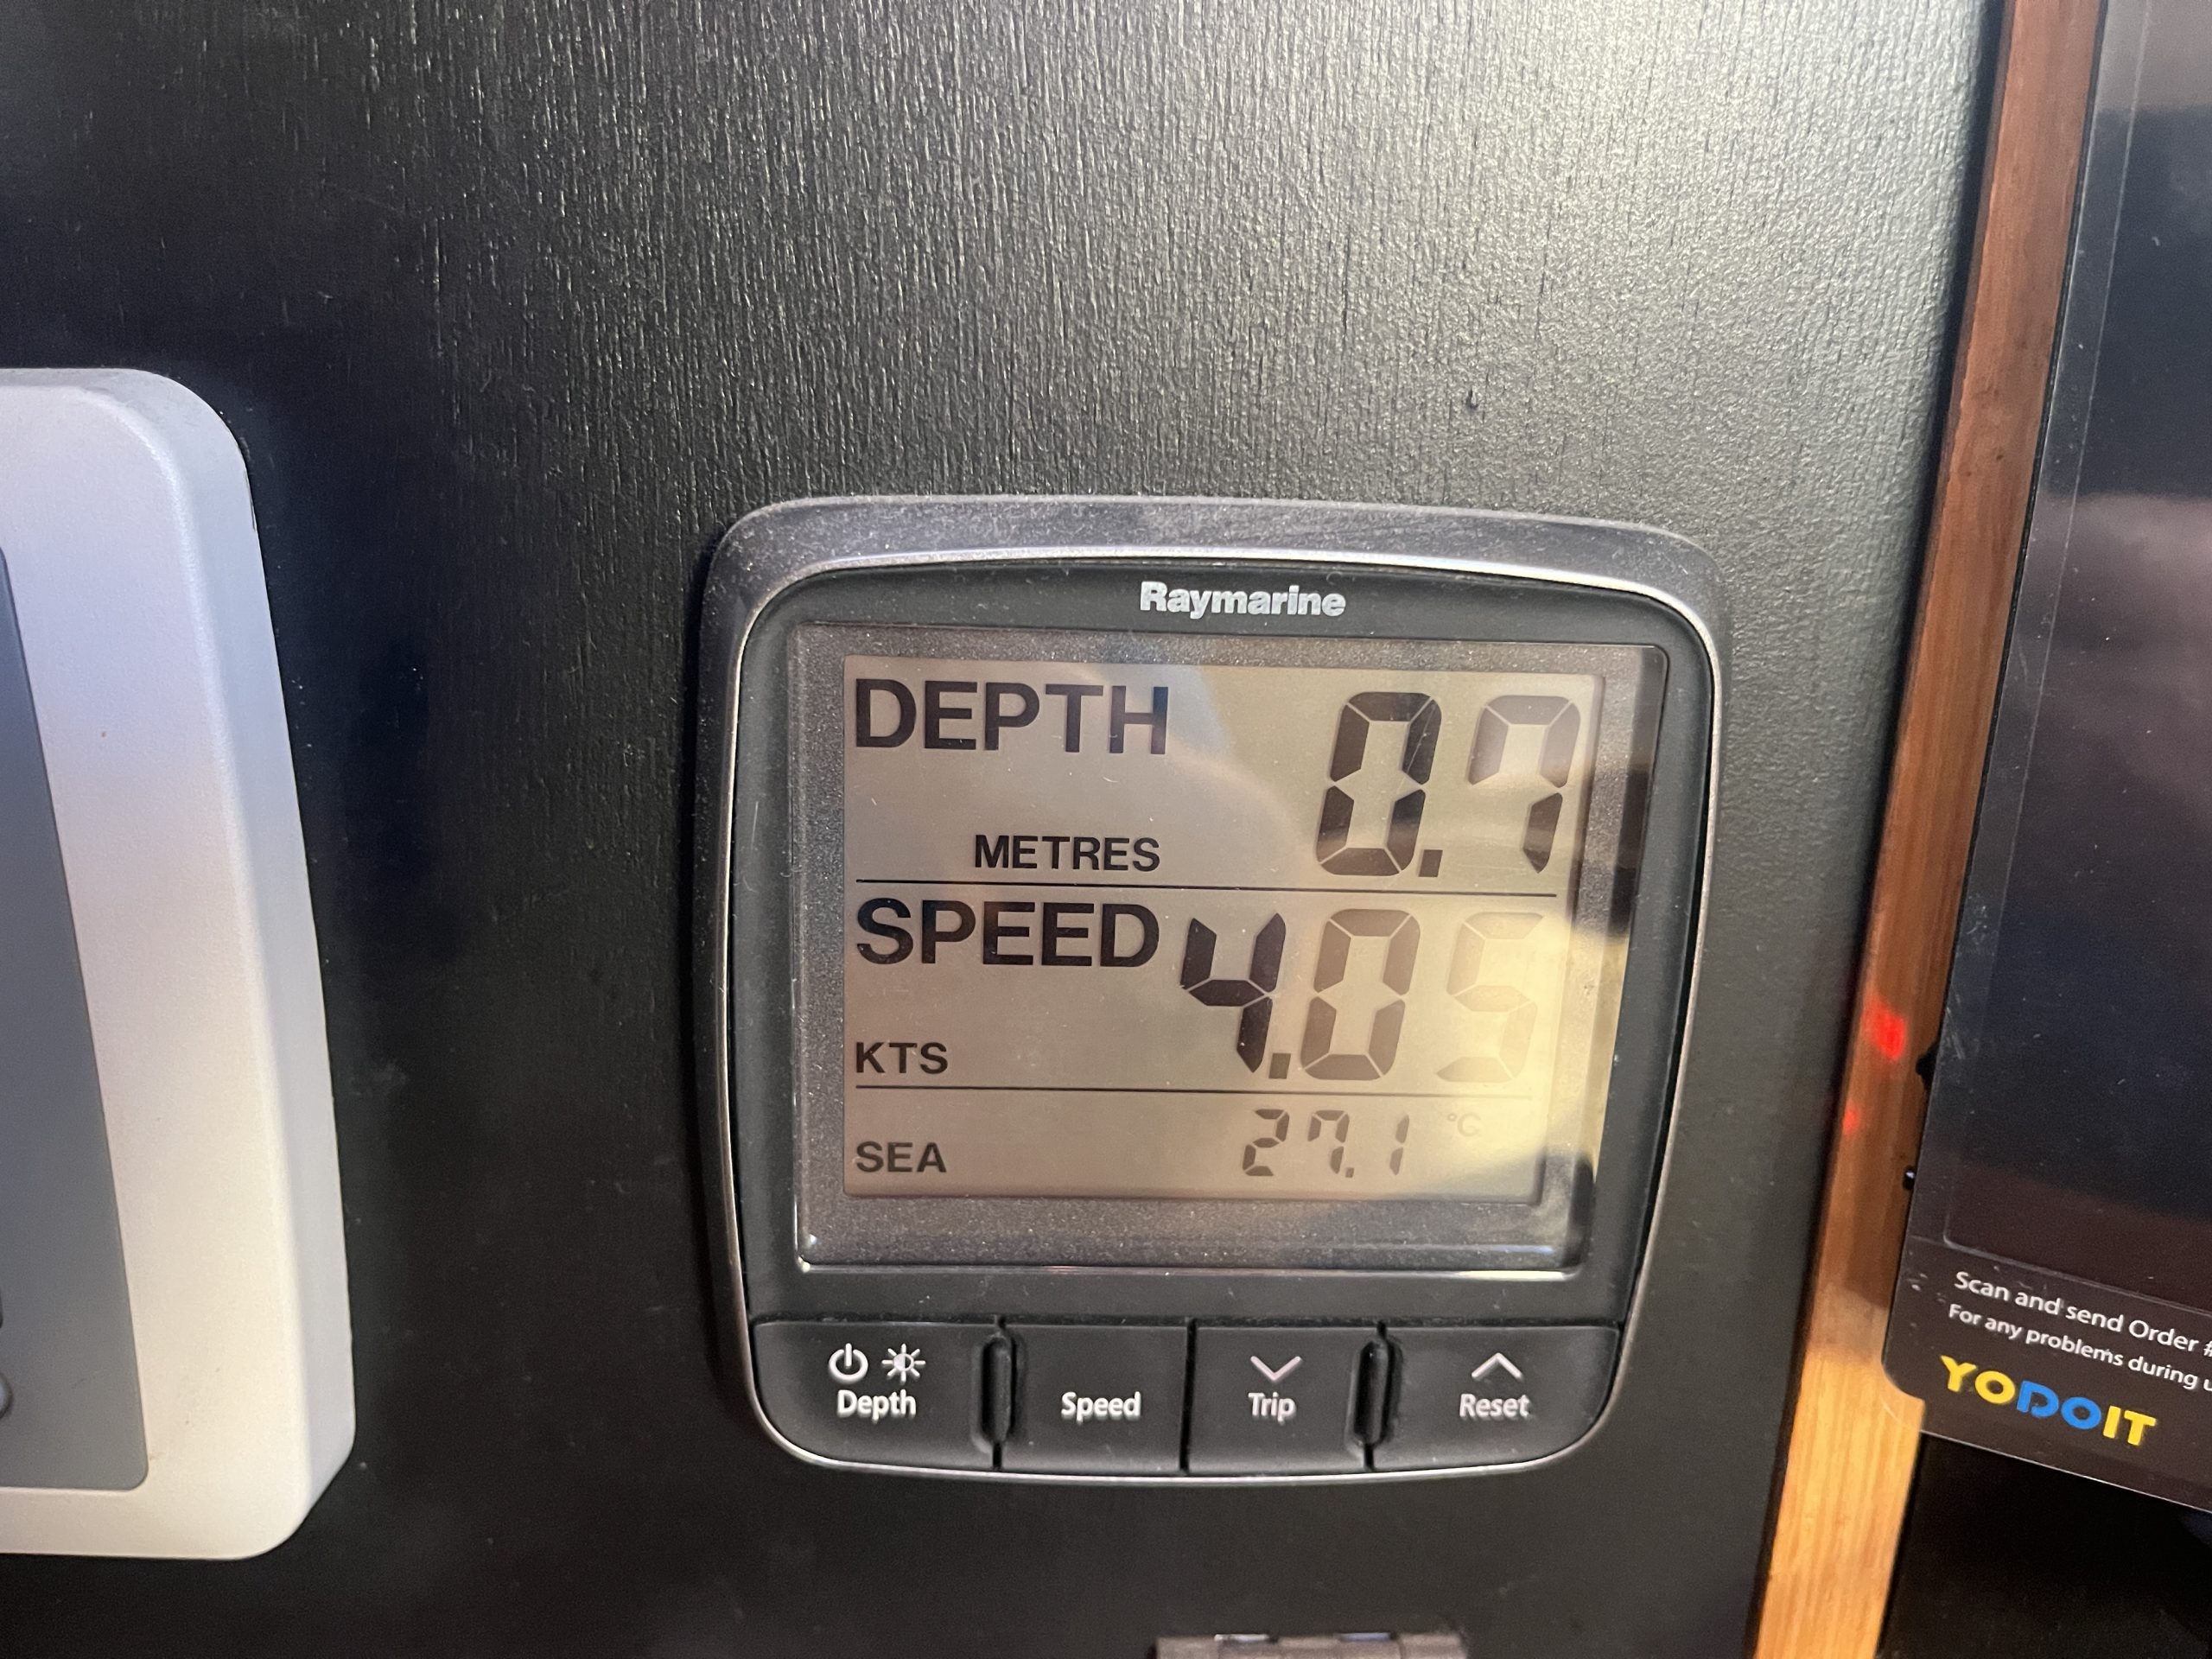 Raymarine
DEPTH 0.7
METRES
SPEED 4.05
KTS
SEA 27.1 °C
Depth Speed Trip Reset
Scan and send Order #
For any problems during
YODOIT